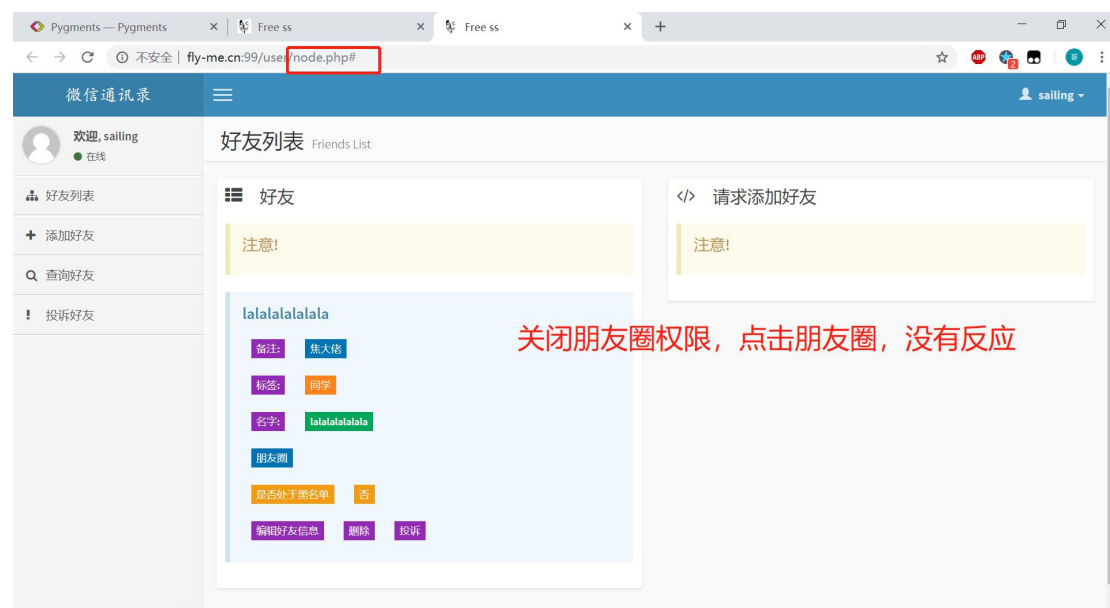 Pygments — Pygments
Free ss
Free ss
不安全 | fly-me.cn:99/user/node.php#
ABP
2
微信通讯录
sailing
欢迎, sailing
在线
好友列表 Friends List
好友列表
添加好友
查询好友
投诉好友
好友
注意!
请求添加好友
注意!
lalalalalalala
备注: 焦大佬
标签: 同学
名字: lalalalalalala
朋友圈
是否处于黑名单 否
编辑好友信息 删除 投诉
关闭朋友圈权限，点击朋友圈，没有反应